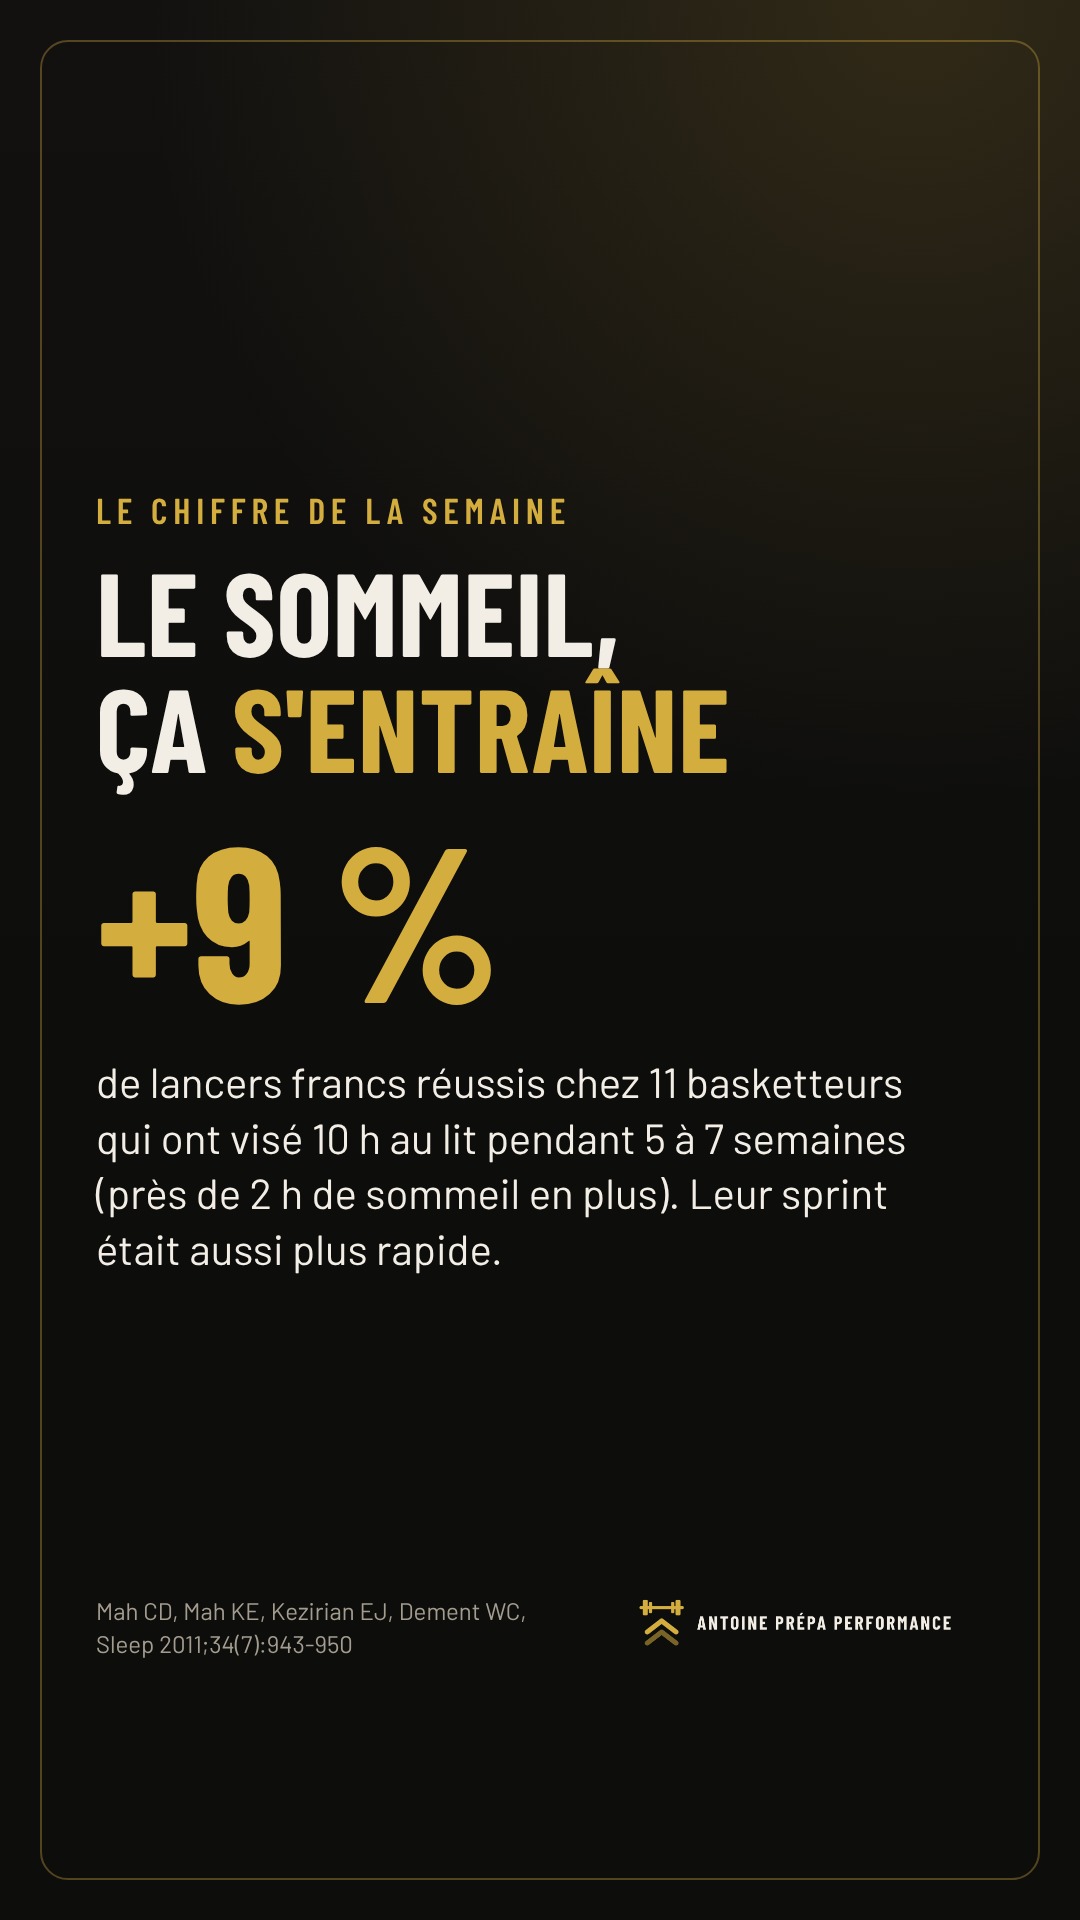 LE CHIFFRE DE LA SEMAINE
LE SOMMEIL,
ÇA S'ENTRAÎNE
+9 %
de lancers francs réussis chez 11 basketteurs
qui ont visé 10 h au lit pendant 5 à 7 semaines
(près de 2 h de sommeil en plus). Leur sprint
était aussi plus rapide.
Mah CD, Mah KE, Kezirian EJ, Dement WC,
Sleep 2011;34(7):943-950
ANTOINE PRÉPA PERFORMANCE